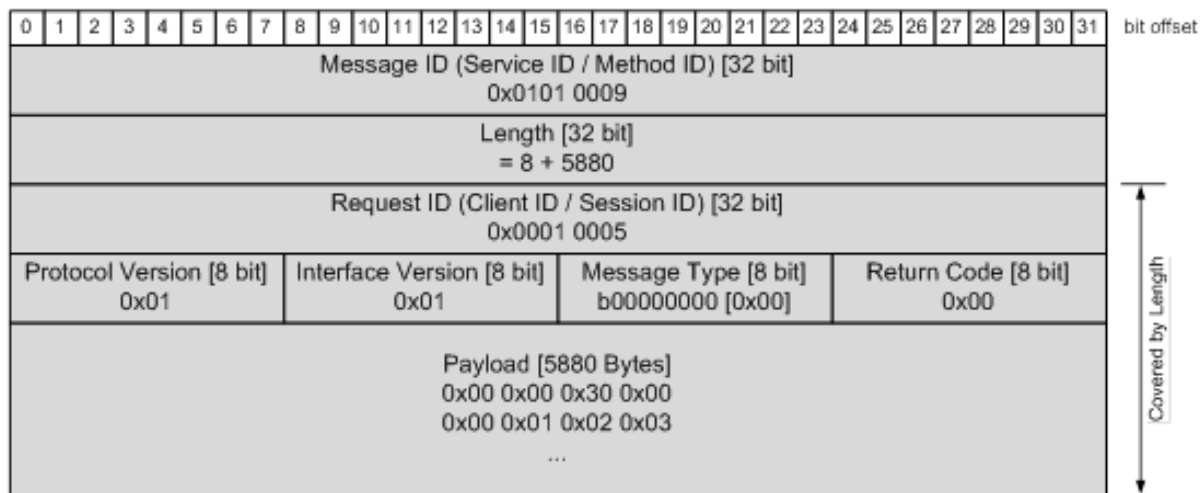 0 1 2 3 4 5 6 7 8 9 10 11 12 13 14 15 16 17 18 19 20 21 22 23 24 25 26 27 28 29 30 31 bit offset
Message ID (Service ID / Method ID) [32 bit]
0x0101 0009
Length [32 bit]
= 8 + 5880
Request ID (Client ID / Session ID) [32 bit]
0x0001 0005
Protocol Version [8 bit] Interface Version [8 bit] Message Type [8 bit] Return Code [8 bit]
0x01 0x01 b00000000 [0x00] 0x00
Payload [5880 Bytes]
0x00 0x00 0x30 0x00
0x00 0x01 0x02 0x03
...
Covered by Length